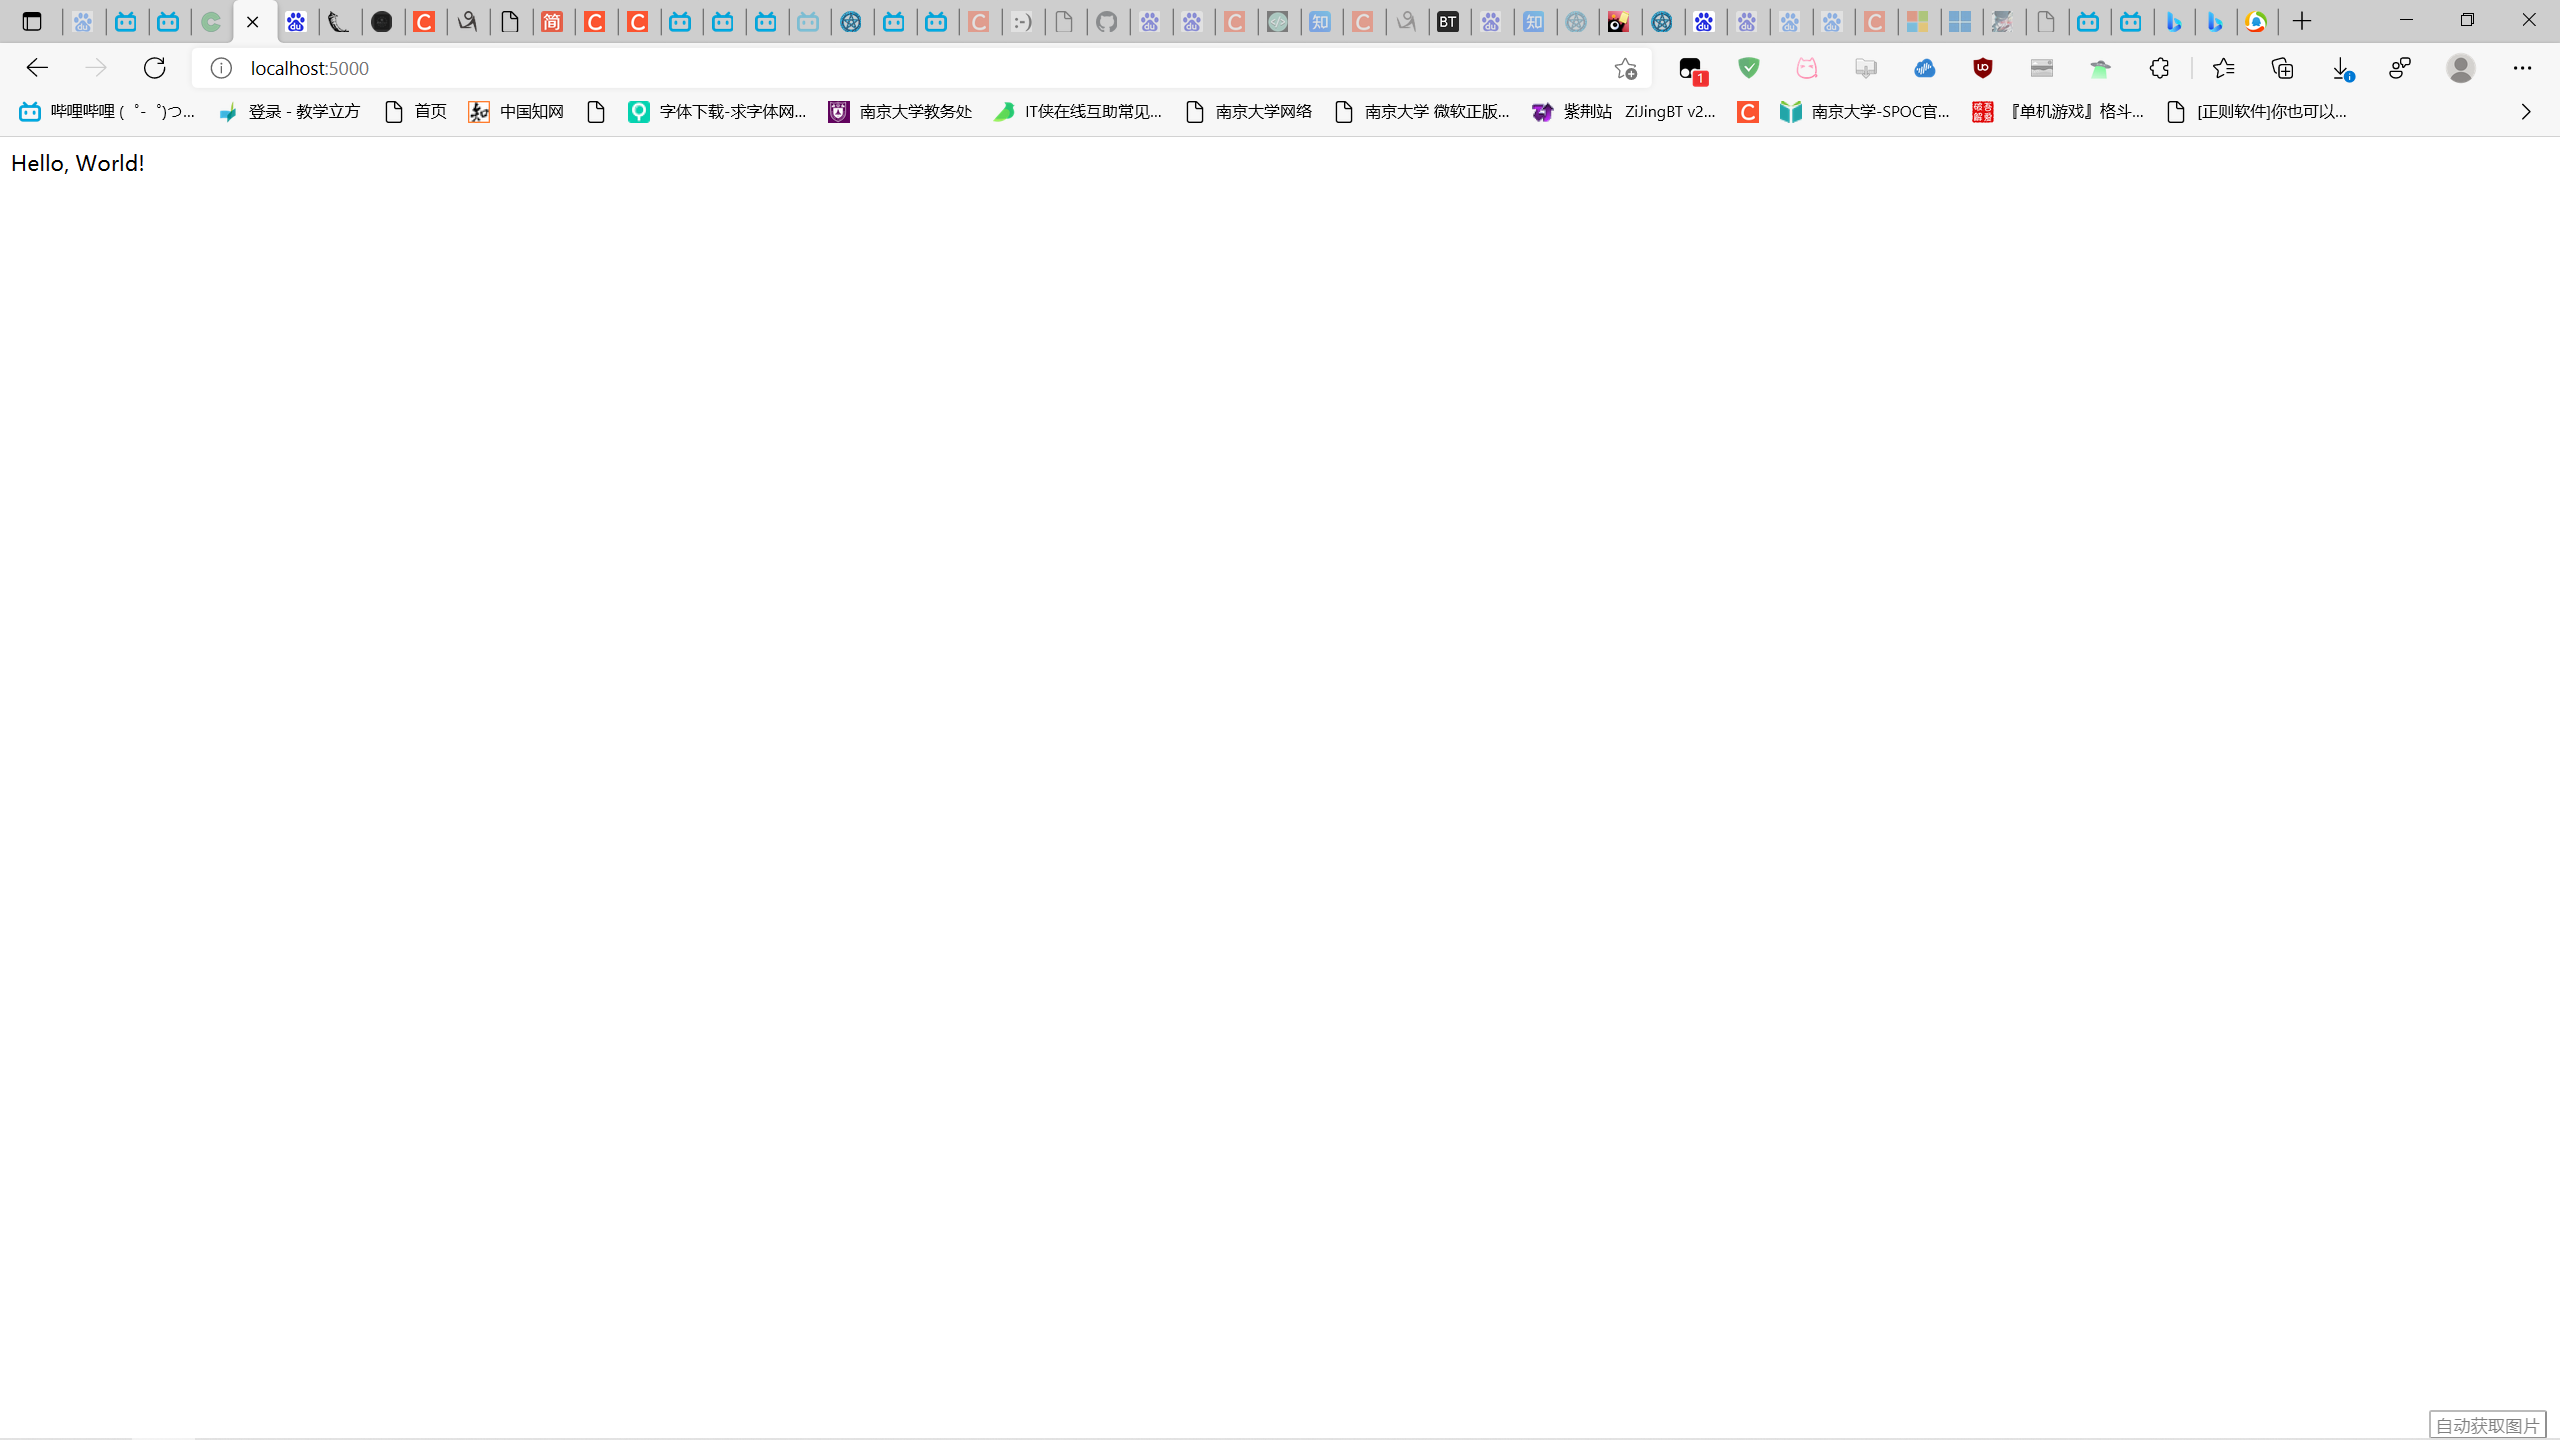 localhost:5000
1
哔哩哔哩 (゜-゜)つ...
登录 - 教学立方
首页
中国知网
字体下载-求字体网...
南京大学教务处
IT侠在线互助常见...
南京大学网络
南京大学 微软正版...
紫荆站 ZiJingBT v2...
南京大学-SPOC官...
『单机游戏』格斗...
[正则软件]你也可以...
Hello, World!
自动获取图片